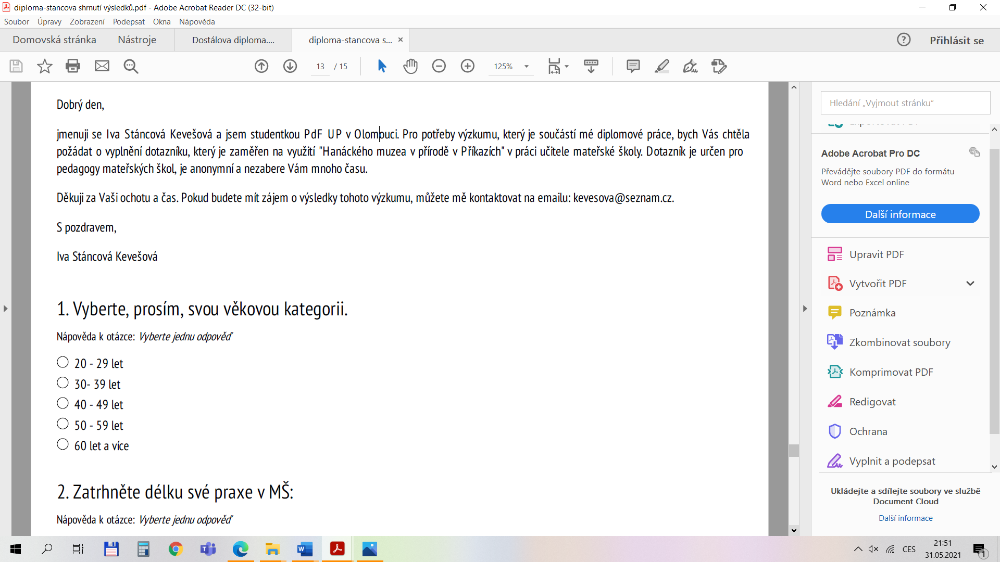 diploma-stancova shrnutí výsledků.pdf - Adobe Acrobat Reader DC (32-bit)
Soubor Úpravy Zobrazení Podepsat Okna Nápověda
Domovská stránka Nástroje Dostálova diploma.... diploma-stancova s... × Přihlásit se
13 / 15 125%
Dobrý den,
jmenuji se Iva Stáncová Kevešová a jsem studentkou PdF UP v Olomouci. Pro potřeby výzkumu, který je součástí mé diplomové práce, bych Vás chtěla
požádat o vyplnění dotazníku, který je zaměřen na využití "Hanáckého muzea v přírodě v Příkazích" v práci učitele mateřské školy. Dotazník je určen pro
pedagogy mateřských škol, je anonymní a nezabere Vám mnoho času.
Děkuji za Vaši ochotu a čas. Pokud budete mít zájem o výsledky tohoto výzkumu, můžete mě kontaktovat na emailu: kevesova@seznam.cz.
S pozdravem,
Iva Stáncová Kevešová
1. Vyberte, prosím, svou věkovou kategorii.
Nápověda k otázce: Vyberte jednu odpověď
20 - 29 let
30- 39 let
40 - 49 let
50 - 59 let
60 let a více
2. Zatrhněte délku své praxe v MŠ:
Nápověda k otázce: Vyberte jednu odpověď
Hledání „Vyjmout stránku“
Adobe Acrobat Pro DC
Převádějte soubory PDF do formátu
Word nebo Excel online
Další informace
Upravit PDF
Vytvořit PDF
Poznámka
Zkombinovat soubory
Komprimovat PDF
Redigovat
Ochrana
Vyplnit a podepsat
Ukládejte a sdílejte soubory ve službě
Document Cloud
Další informace
CES
21:51
31.05.2021
1